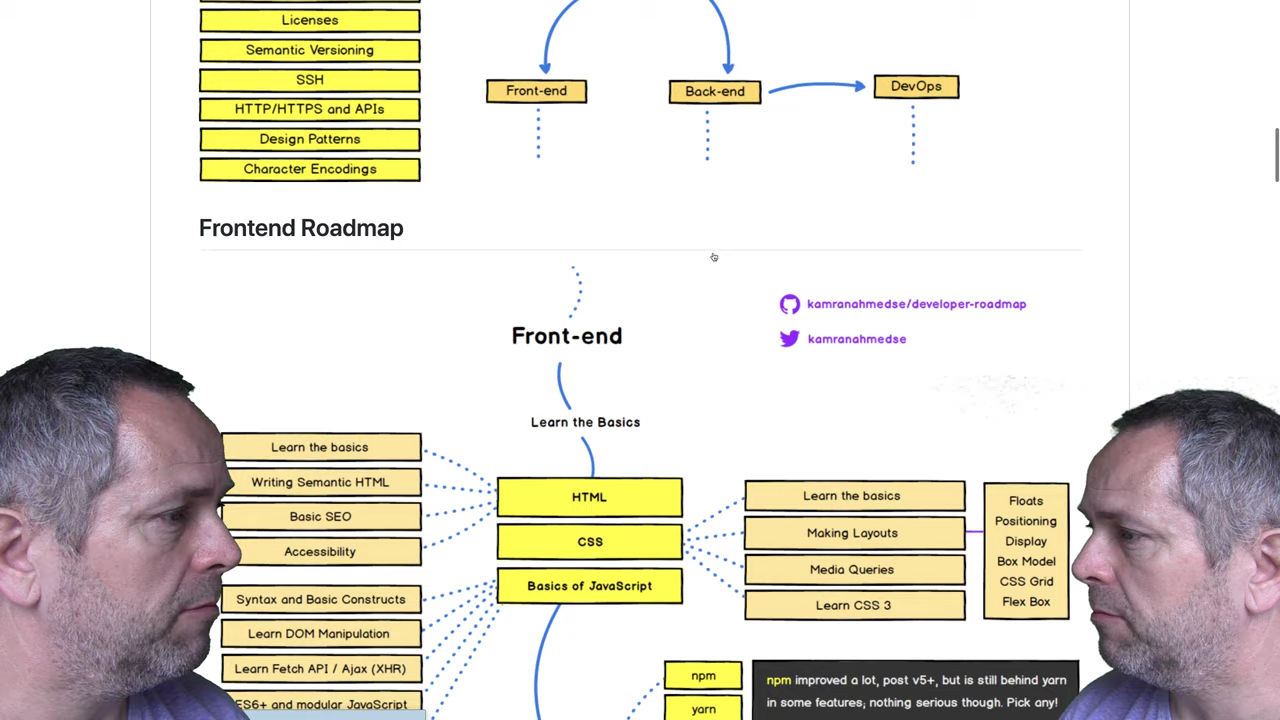 Licenses
Semantic Versioning
SSH
HTTP/HTTPS and APIs
Design Patterns
Character Encodings
Front-end
Back-end
DevOps
Frontend Roadmap
kamranahmedse/developer-roadmap
kamranahmedse
Front-end
Learn the Basics
Learn the basics
Writing Semantic HTML
Basic SEO
Accessibility
Syntax and Basic Constructs
Learn DOM Manipulation
Learn Fetch API / Ajax (XHR)
ES6+ and modular JavaScript
HTML
CSS
Basics of JavaScript
Learn the basics
Making Layouts
Media Queries
Learn CSS 3
Floats
Positioning
Display
Box Model
CSS Grid
Flex Box
npm
yarn
npm improved a lot, post v5+, but is still behind yarn
in some features; nothing serious though. Pick any!